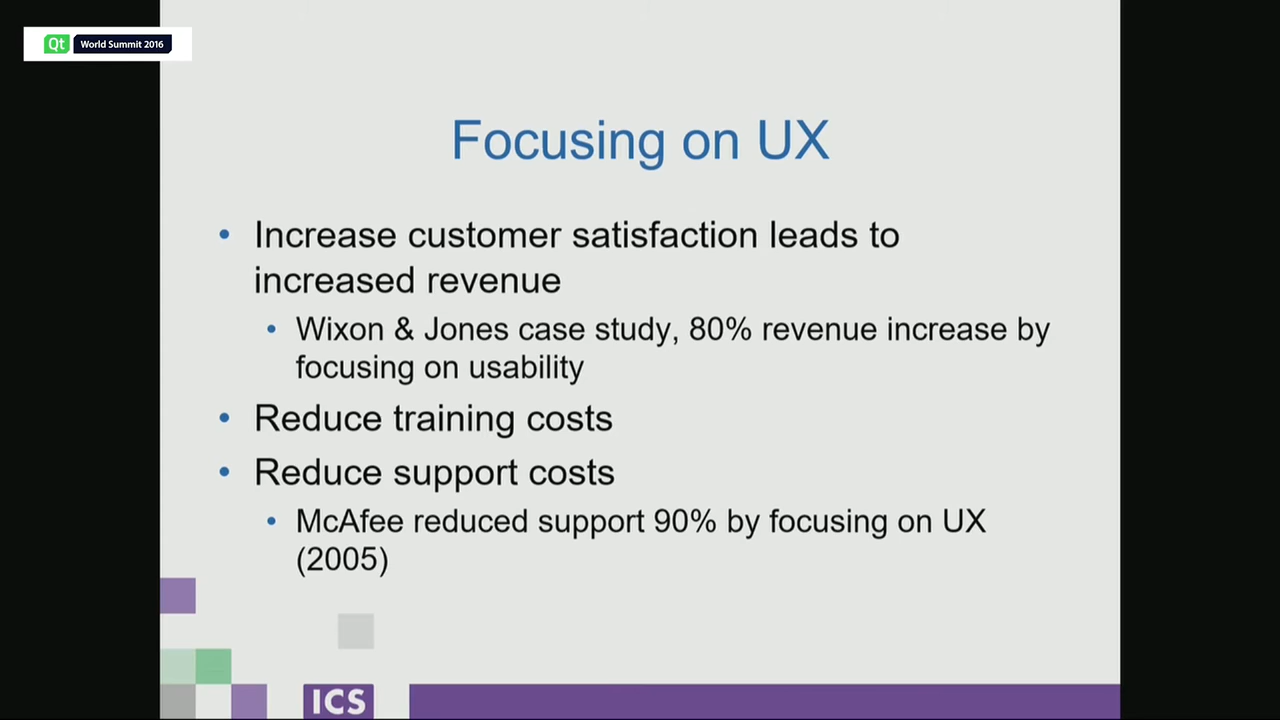 Qt World Summit 2016
Focusing on UX
• Increase customer satisfaction leads to
increased revenue
• Wixon & Jones case study, 80% revenue increase by
focusing on usability
• Reduce training costs
• Reduce support costs
• McAfee reduced support 90% by focusing on UX
(2005)
ICS